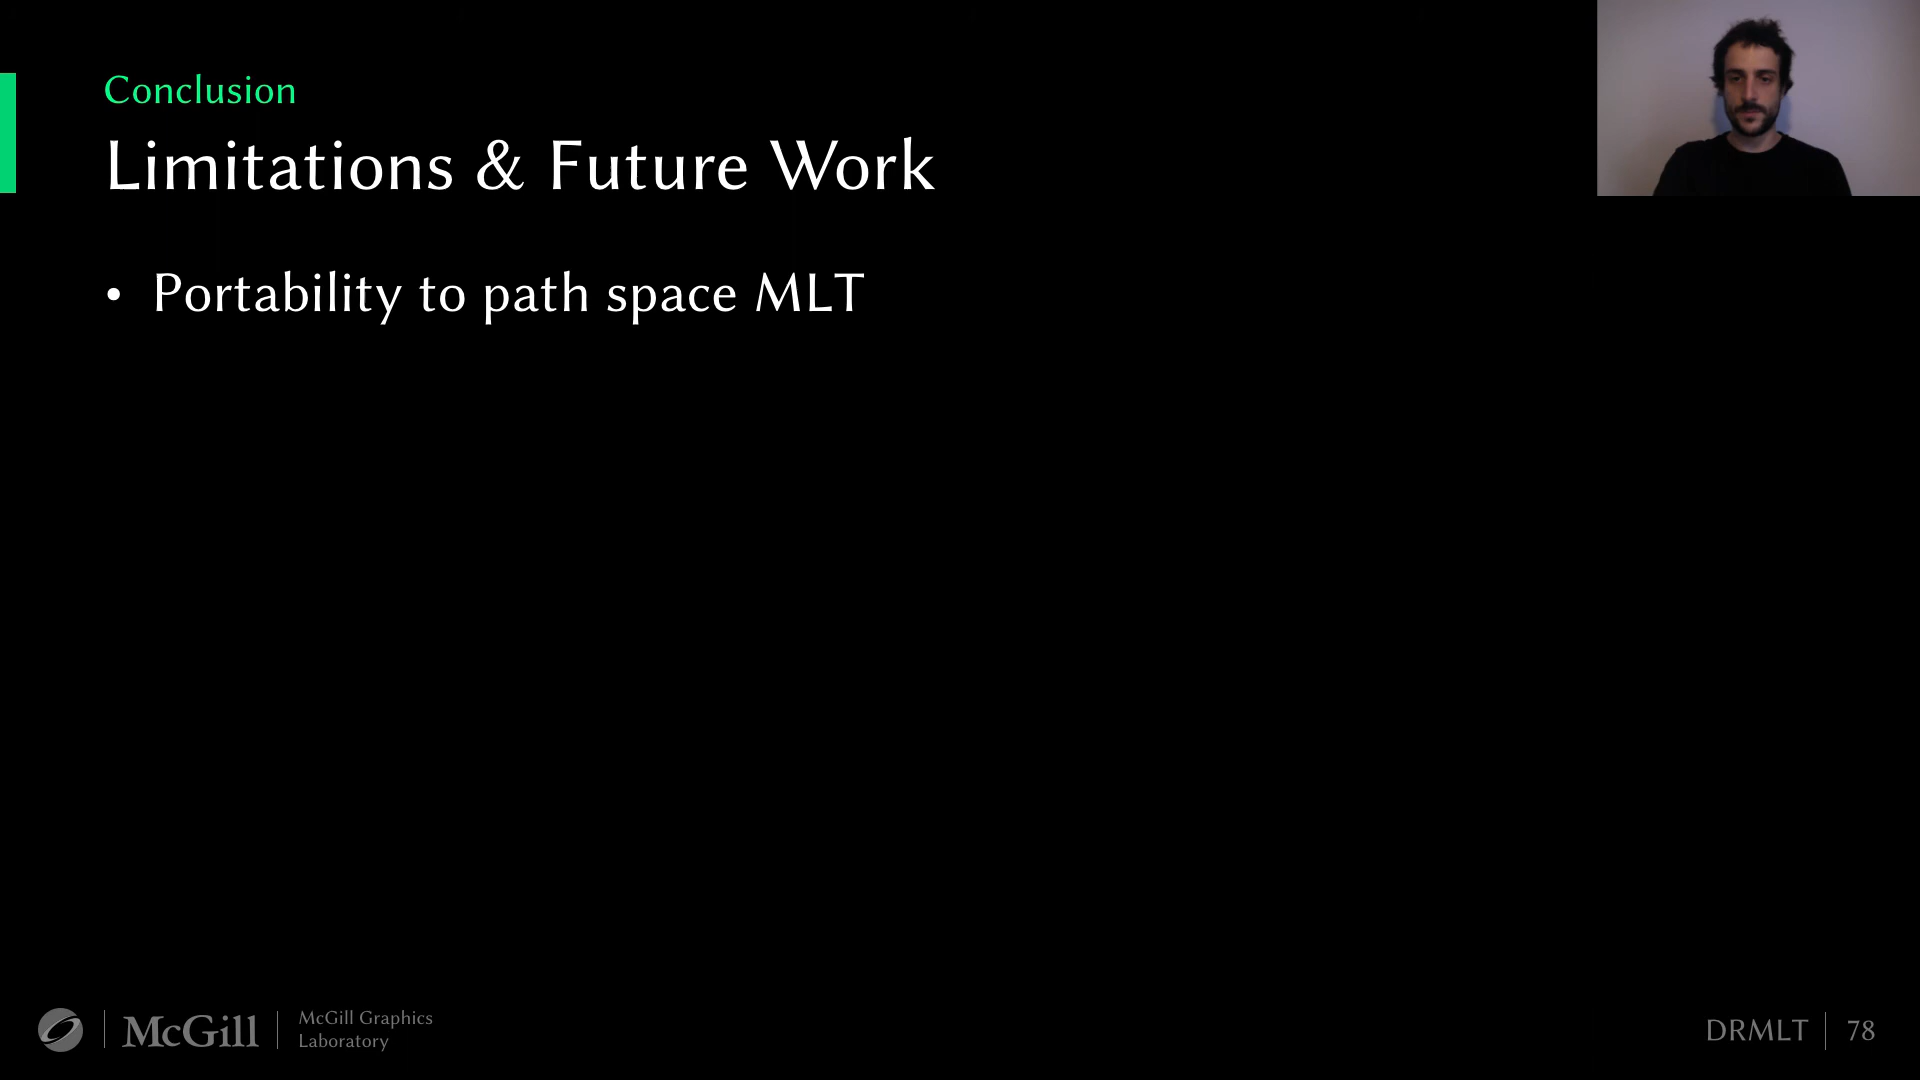 Conclusion
Limitations & Future Work
• Portability to path space MLT
McGill
McGill Graphics
Laboratory
DRMLT
78